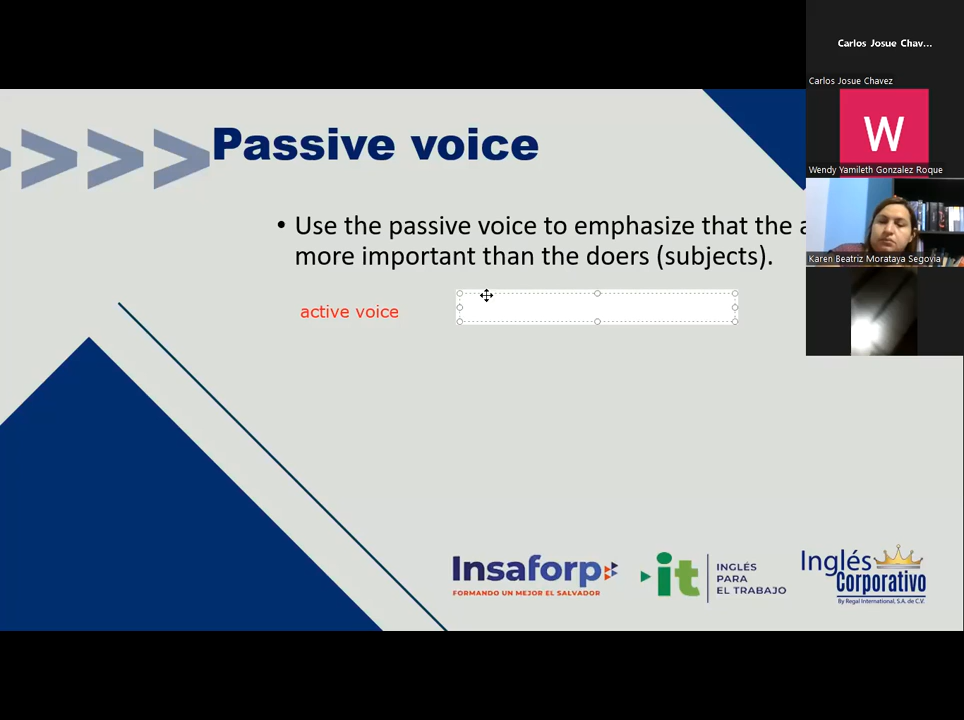 Carlos Josue Chav...
Carlos Josue Chavez
W
Wendy Yamileth Gonzalez Roque
Karen Beatriz Morataya Segovia
>>>>Passive voice
• Use the passive voice to emphasize that the a
more important than the doers (subjects).
active voice
Insaforp
FORMANDO UN MEJOR EL SALVADOR
it
INGLÉS
PARA
EL TRABAJO
Inglés
Corporativo
By Regal International, S.A. de C.V.